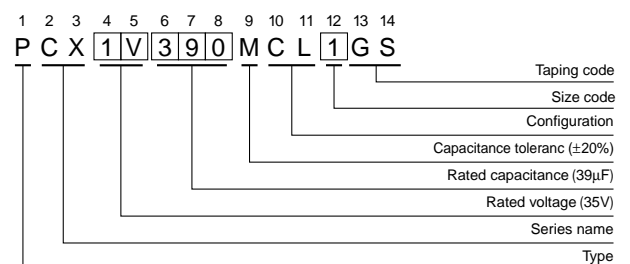 1 2 3 4 5 6 7 8 9 10 11 12 13 14
P C X 1 V 3 9 0 M C L 1 G S
Taping code
Size code
Configuration
Capacitance toleranc (±20%)
Rated capacitance (39µF)
Rated voltage (35V)
Series name
Type